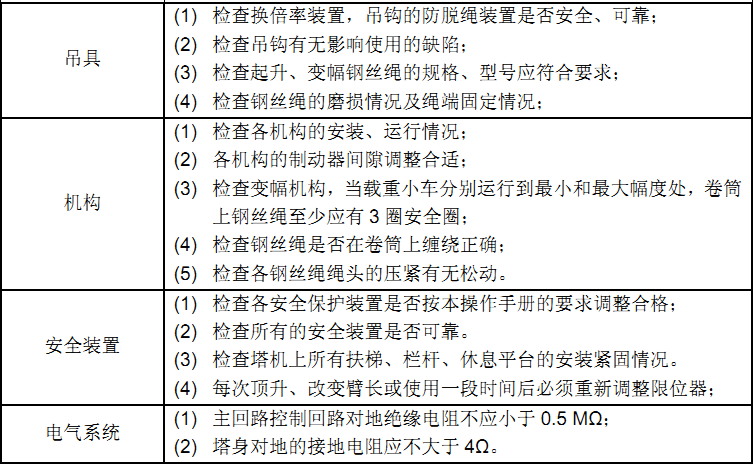 吊具
(1) 检查换倍率装置，吊钩的防脱绳装置是否安全、可靠；
(2) 检查吊钩有无影响使用的缺陷；
(3) 检查起升、变幅钢丝绳的规格、型号应符合要求；
(4) 检查钢丝绳的磨损情况及绳端固定情况；
机构
(1) 检查各机构的安装、运行情况；
(2) 各机构的制动器间隙调整合适；
(3) 检查变幅机构，当载重小车分别运行到最小和最大幅度处，卷筒
上钢丝绳至少应有 3 圈安全圈；
(4) 检查钢丝绳是否在卷筒上缠绕正确；
(5) 检查各钢丝绳绳头的压紧有无松动。
安全装置
(1) 检查各安全保护装置是否按本操作手册的要求调整合格；
(2) 检查所有的安全装置是否可靠。
(3) 检查塔机上所有扶梯、栏杆、休息平台的安装紧固情况。
(4) 每次顶升、改变臂长或使用一段时间后必须重新调整限位器；
电气系统
(1) 主回路控制回路对地绝缘电阻不应小于 0.5 MΩ；
(2) 塔身对地的接地电阻应不大于 4Ω。